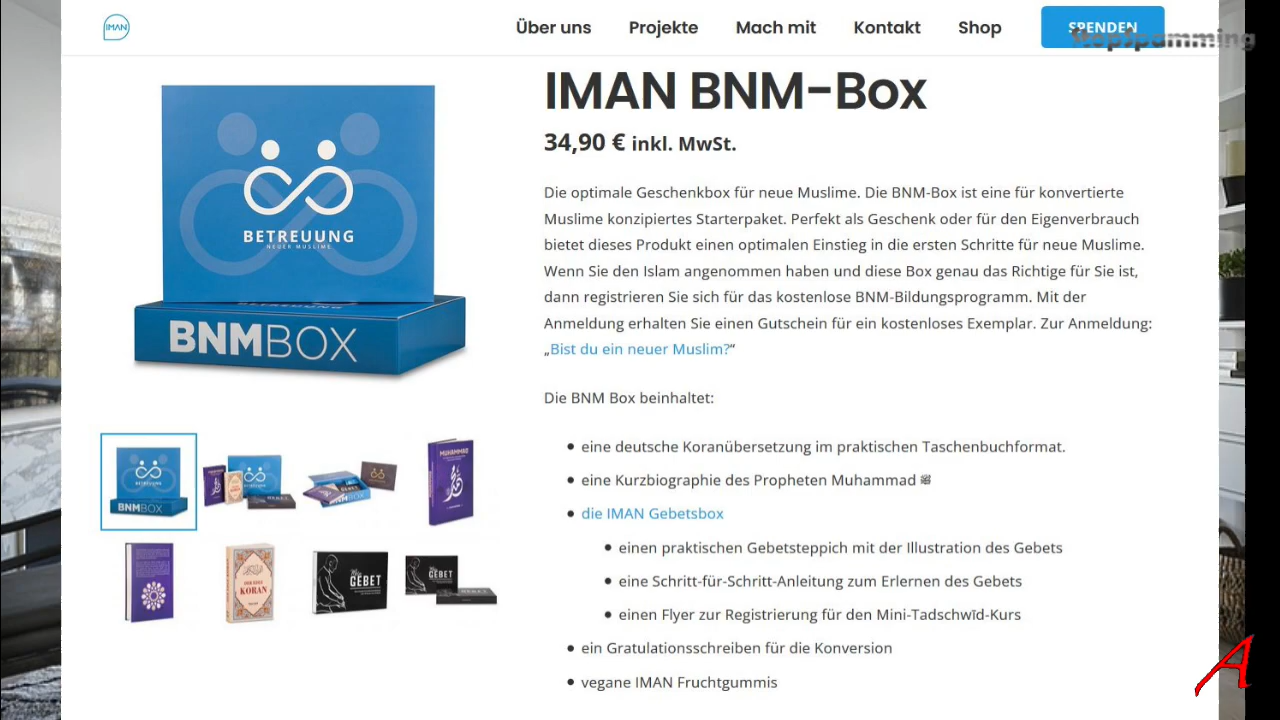 IMAN
Über uns Projekte Mach mit Kontakt Shop SPENDEN
StopSpamming
IMAN BNM-Box
34,90 € inkl. MwSt.
BETREUUNG
NEUER MUSLIME.
BNMBOX
Die optimale Geschenkbox für neue Muslime. Die BNM-Box ist eine für konvertierte
Muslime konzipiertes Starterpaket. Perfekt als Geschenk oder für den Eigenverbrauch
bietet dieses Produkt einen optimalen Einstieg in die ersten Schritte für neue Muslime.
Wenn Sie den Islam angenommen haben und diese Box genau das Richtige für Sie ist,
dann registrieren Sie sich für das kostenlose BNM-Bildungsprogramm. Mit der
Anmeldung erhalten Sie einen Gutschein für ein kostenloses Exemplar. Zur Anmeldung:
„Bist du ein neuer Muslim?“
Die BNM Box beinhaltet:
eine deutsche Koranübersetzung im praktischen Taschenbuchformat.
eine Kurzbiographie des Propheten Muhammad ﷺ
die IMAN Gebetsbox
einen praktischen Gebetsteppich mit der Illustration des Gebets
eine Schritt-für-Schritt-Anleitung zum Erlernen des Gebets
einen Flyer zur Registrierung für den Mini-Tadschwīd-Kurs
ein Gratulationsschreiben für die Konversion
vegane IMAN Fruchtgummis
BETREUUNG
BNMBOX
BNMBOX
MUHAMMAD
KORAN
GEBET
GEBET
A